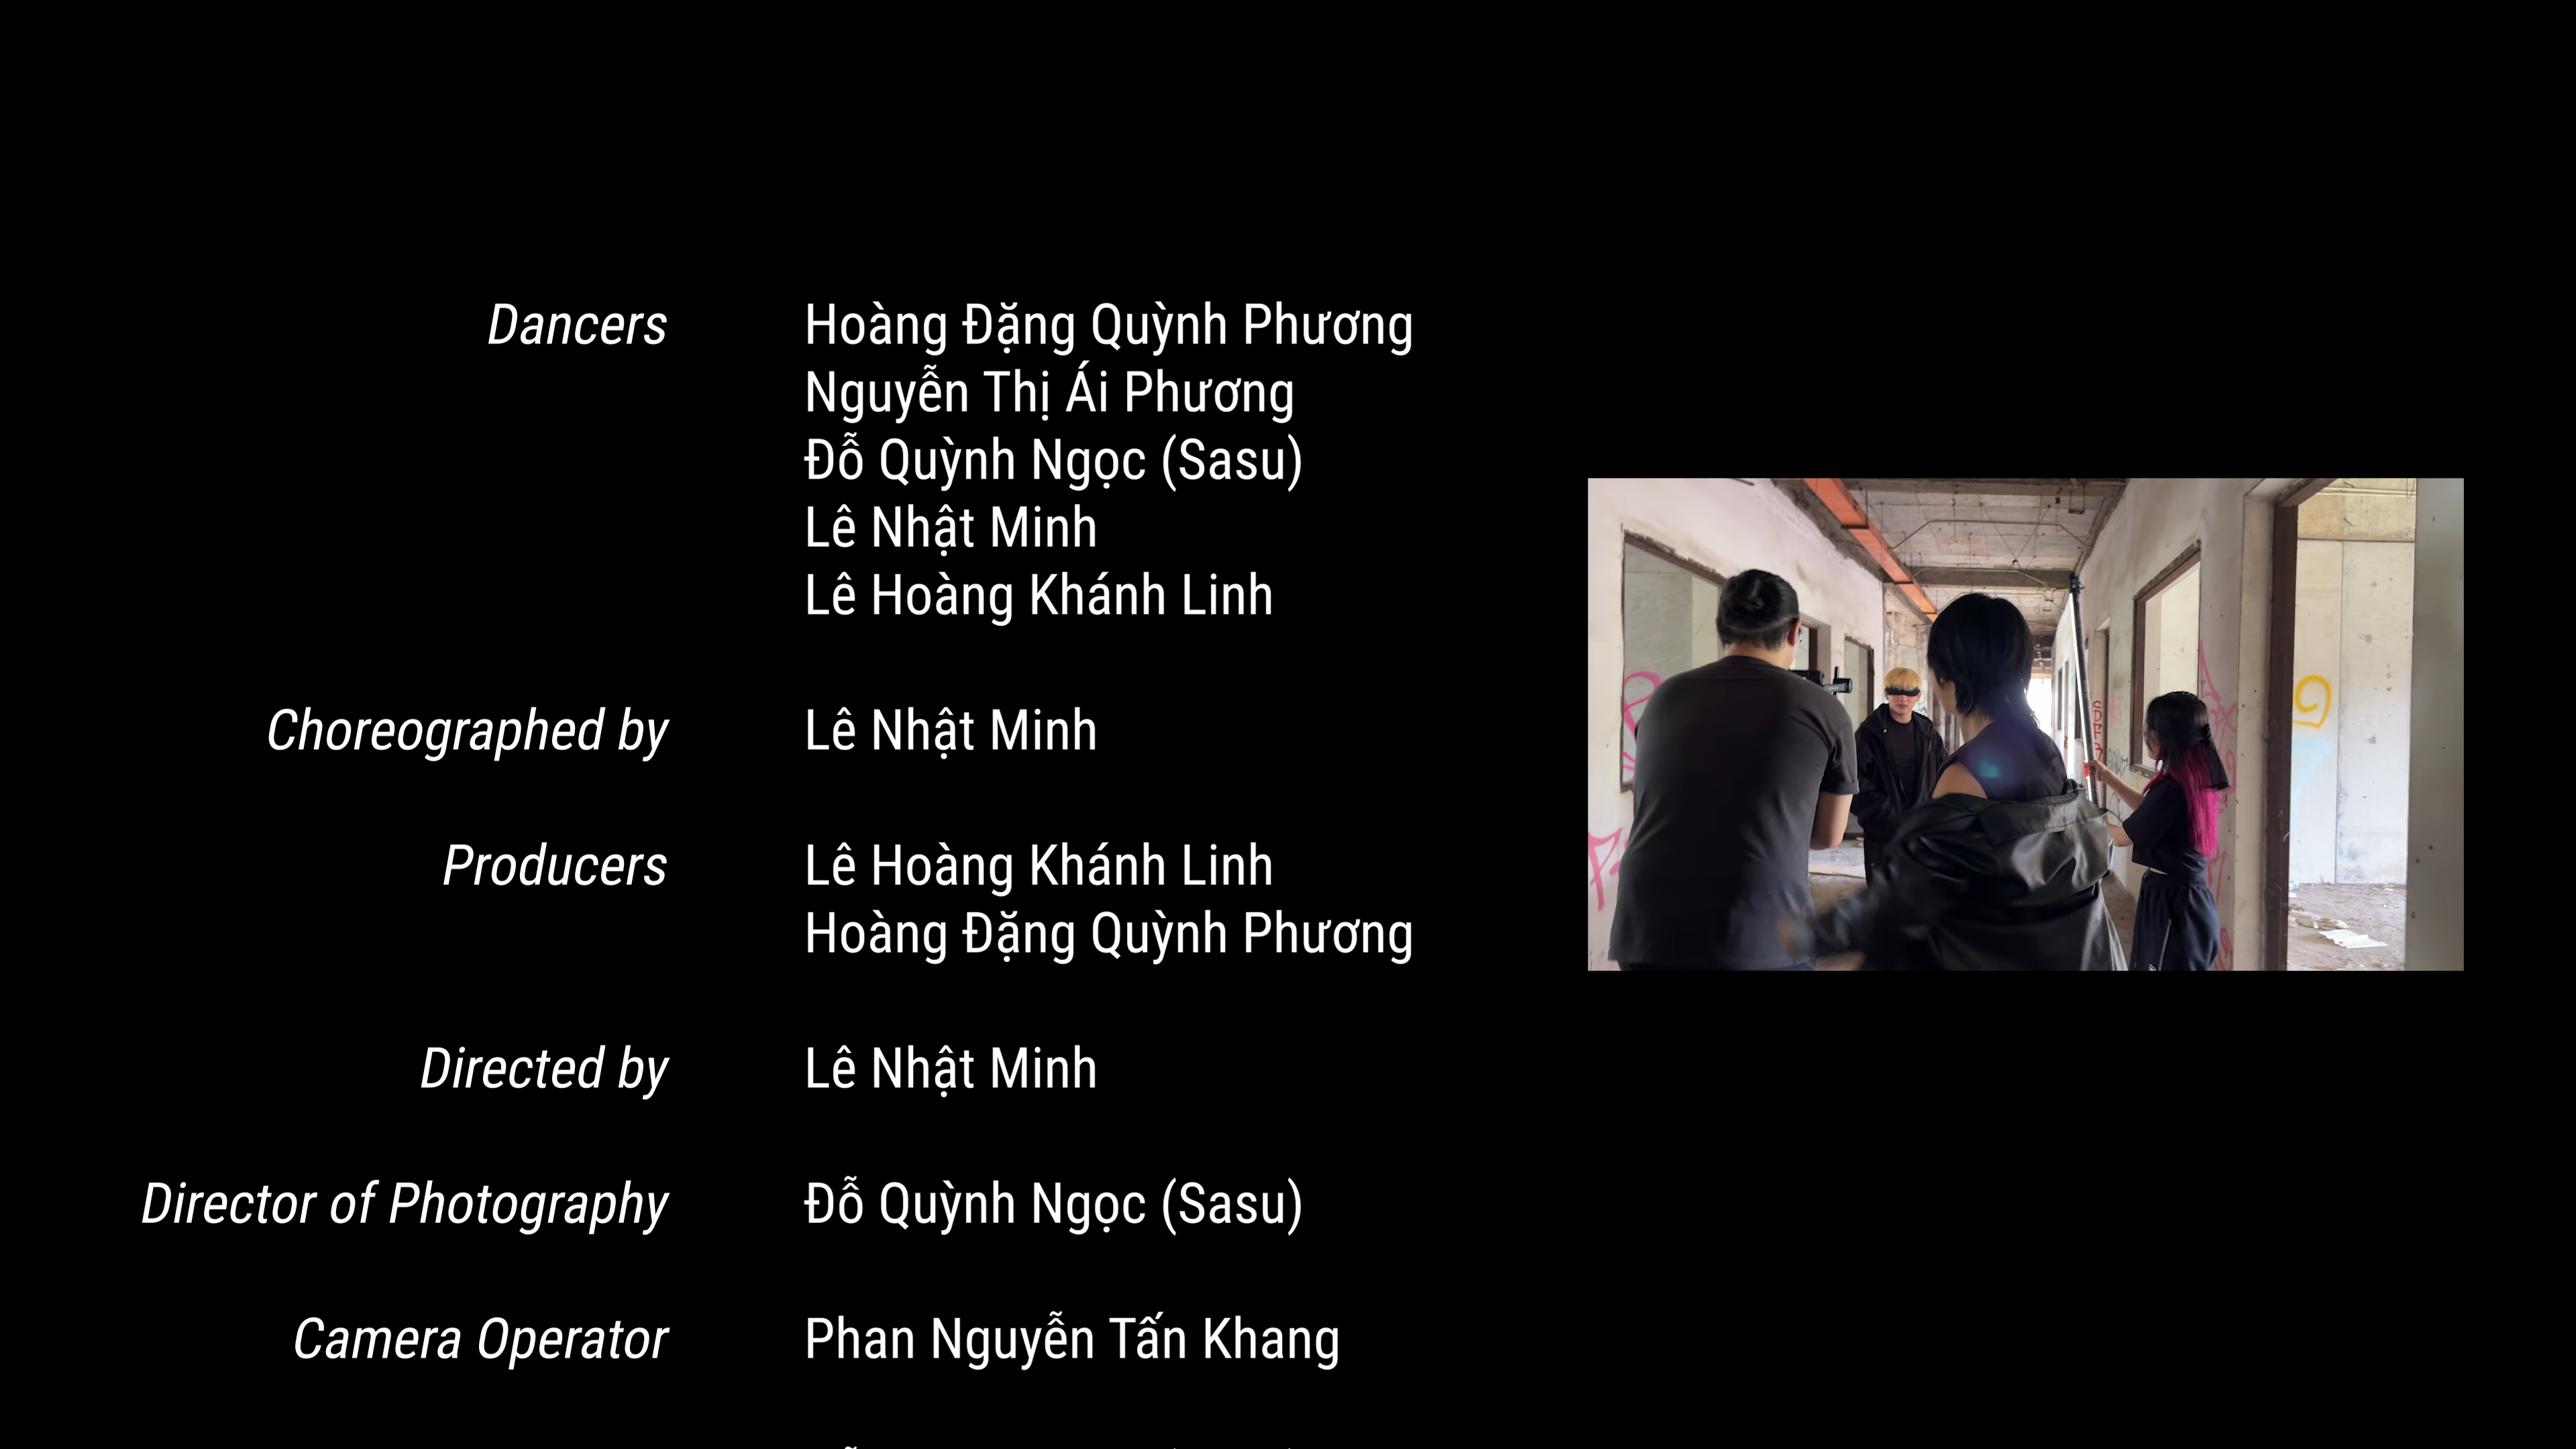 Dancers Hoàng Đặng Quỳnh Phương
Nguyễn Thị Ái Phương
Đỗ Quỳnh Ngọc (Sasu)
Lê Nhật Minh
Lê Hoàng Khánh Linh
Choreographed by Lê Nhật Minh
Producers Lê Hoàng Khánh Linh
Hoàng Đặng Quỳnh Phương
Directed by Lê Nhật Minh
Director of Photography Đỗ Quỳnh Ngọc (Sasu)
Camera Operator Phan Nguyễn Tấn Khang